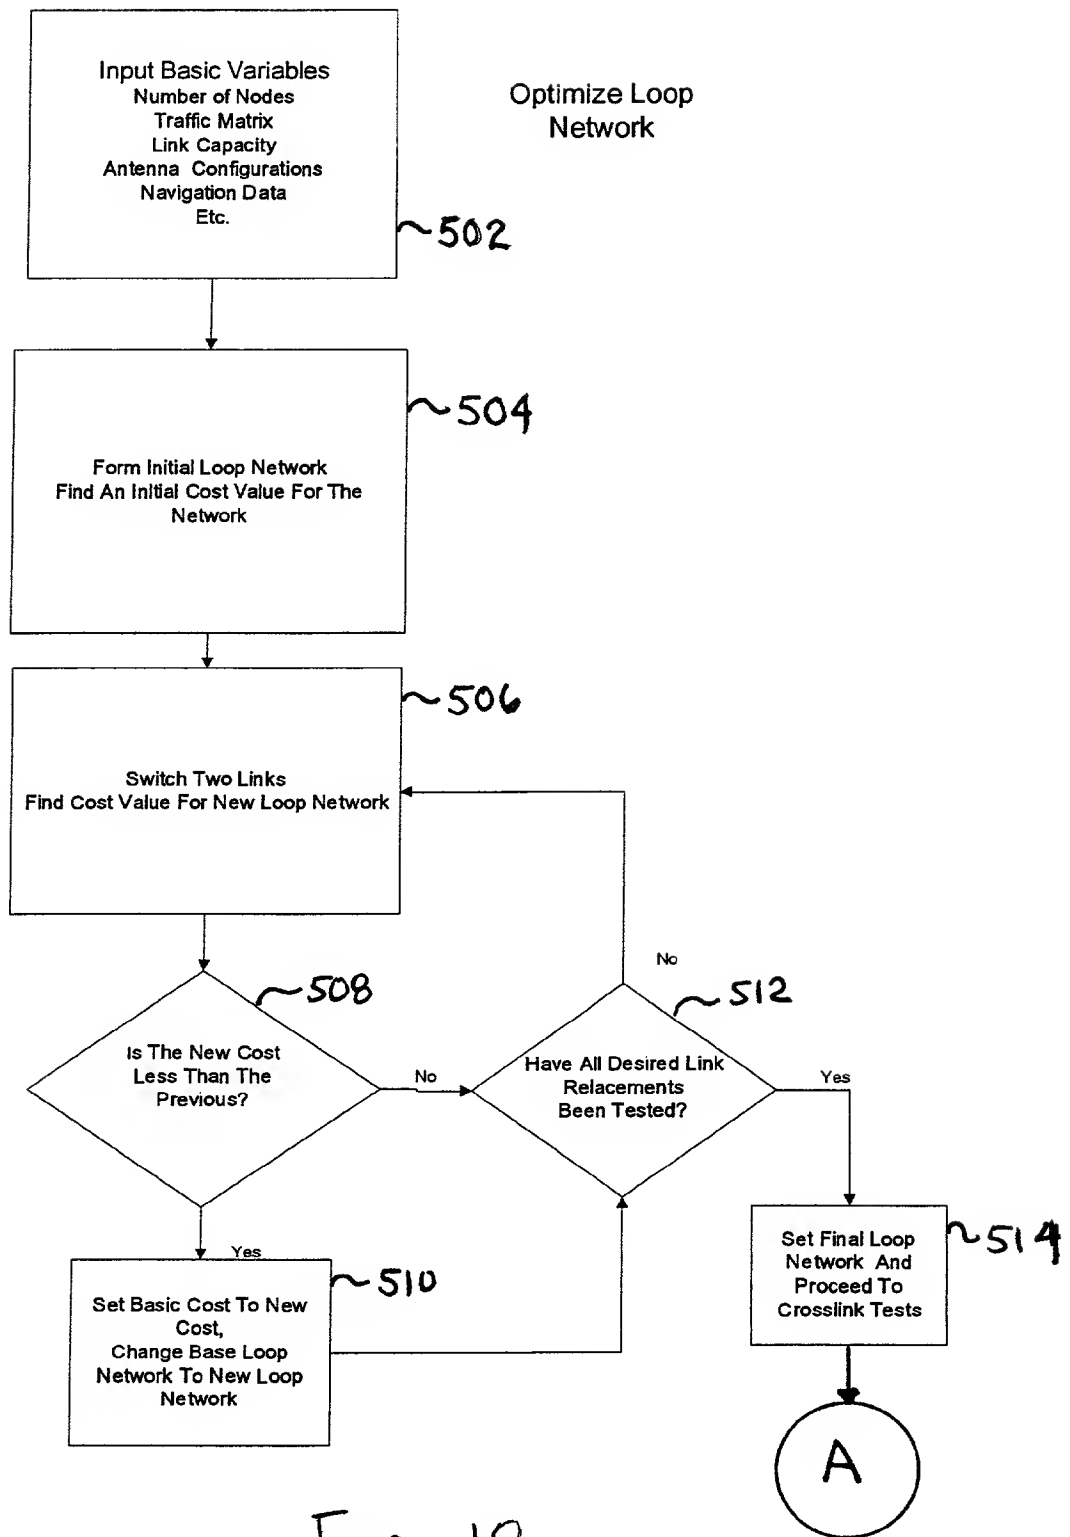 Input Basic Variables
Number of Nodes
Traffic Matrix
Link Capacity
Antenna Configurations
Navigation Data
Etc.
502
Optimize Loop
Network
504
Form Initial Loop Network
Find An Initial Cost Value For The
Network
506
Switch Two Links
Find Cost Value For New Loop Network
508
Is The New Cost
Less Than The
Previous?
No
No
512
Have All Desired Link
Relacements
Been Tested?
Yes
Yes
510
Set Basic Cost To New
Cost,
Change Base Loop
Network To New Loop
Network
514
Set Final Loop
Network And
Proceed To
Crosslink Tests
A